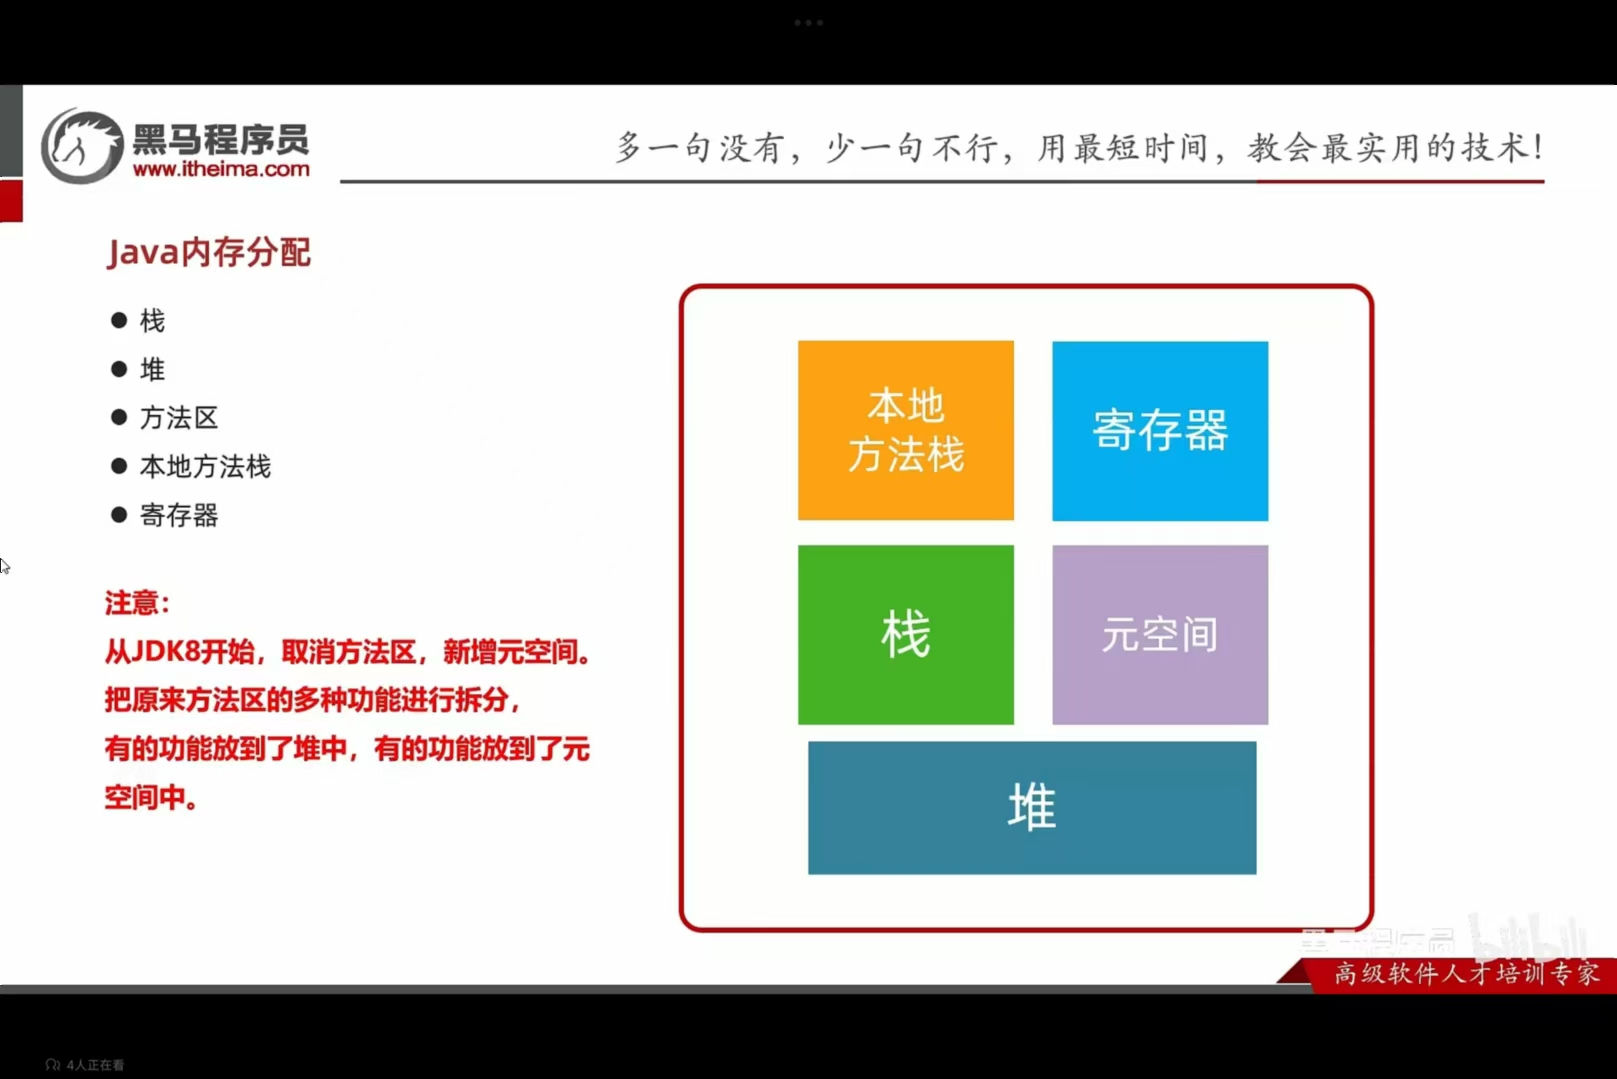 黑马程序员
www.itheima.com
多一句没有，少一句不行，用最短时间，教会最实用的技术！
Java内存分配
● 栈
● 堆
● 方法区
● 本地方法栈
● 寄存器
注意：
从JDK8开始，取消方法区，新增元空间。
把原来方法区的多种功能进行拆分，
有的功能放到了堆中，有的功能放到了元
空间中。
本地
方法栈
寄存器
栈
元空间
堆
黑马程序员 bilibili
高级软件人才培训专家
4人正在看